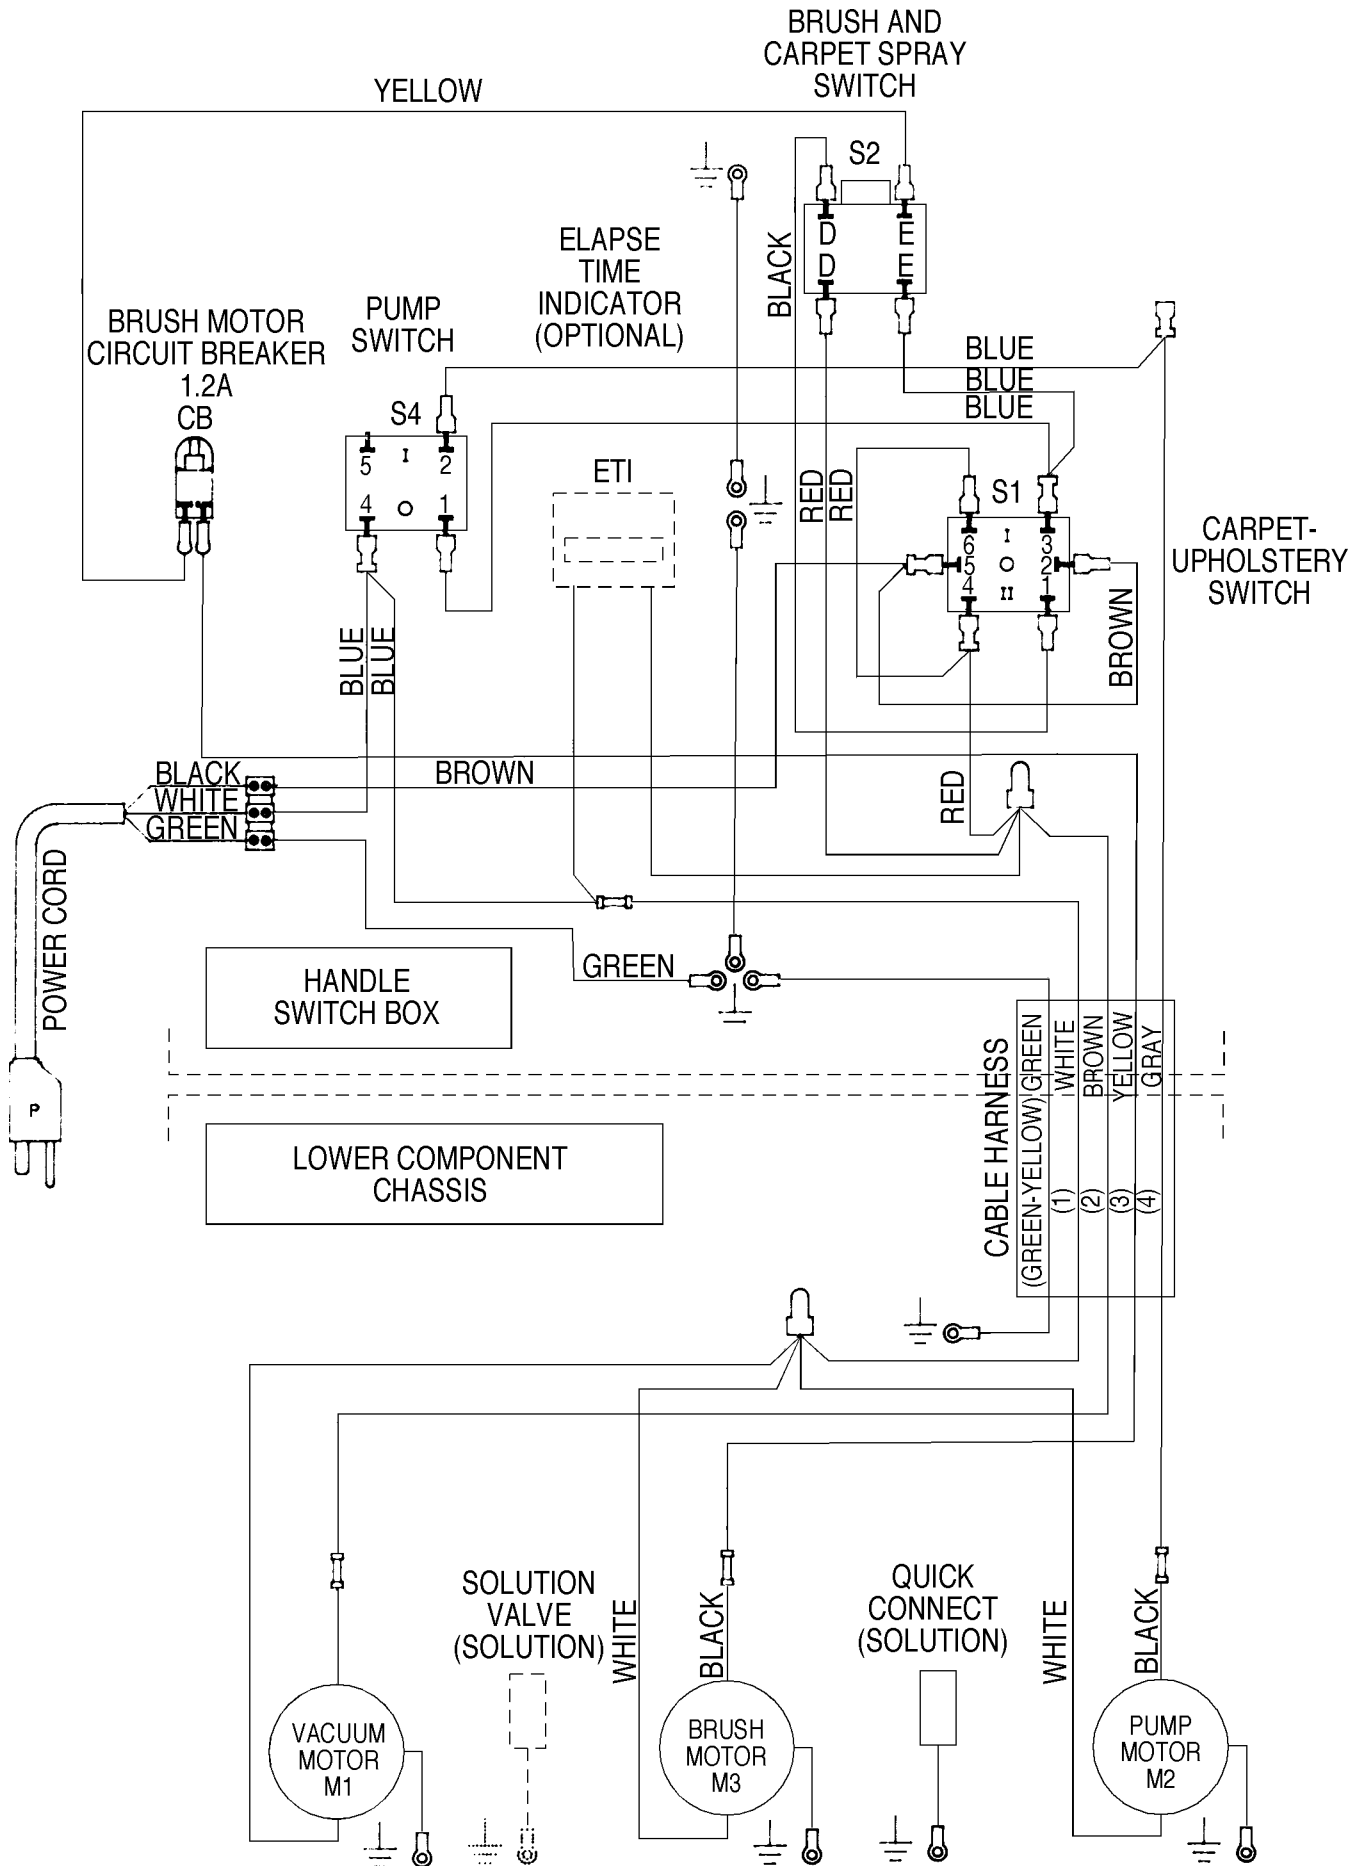 BRUSH AND
CARPET SPRAY
SWITCH
YELLOW
S2
D E
D E
BLACK
ELAPSE
TIME
INDICATOR
(OPTIONAL)
PUMP
SWITCH
BRUSH MOTOR
CIRCUIT BREAKER
1.2A
CB
BLUE
BLUE
BLUE
S4
5 I 2
4 O 1
ETI
RED
RED
S1
6 I 3
5 O 2
4 II 1
CARPET-
UPHOLSTERY
SWITCH
BROWN
BLUE
BLUE
BLACK
BROWN
WHITE
GREEN
RED
POWER CORD
GREEN
HANDLE
SWITCH BOX
CABLE HARNESS
(GREEN-YELLOW) GREEN
(1) WHITE
(2) BROWN
(3) YELLOW
(4) GRAY
P
LOWER COMPONENT
CHASSIS
SOLUTION
VALVE
(SOLUTION)
WHITE
BLACK
QUICK
CONNECT
(SOLUTION)
WHITE
BLACK
VACUUM
MOTOR
M1
BRUSH
MOTOR
M3
PUMP
MOTOR
M2